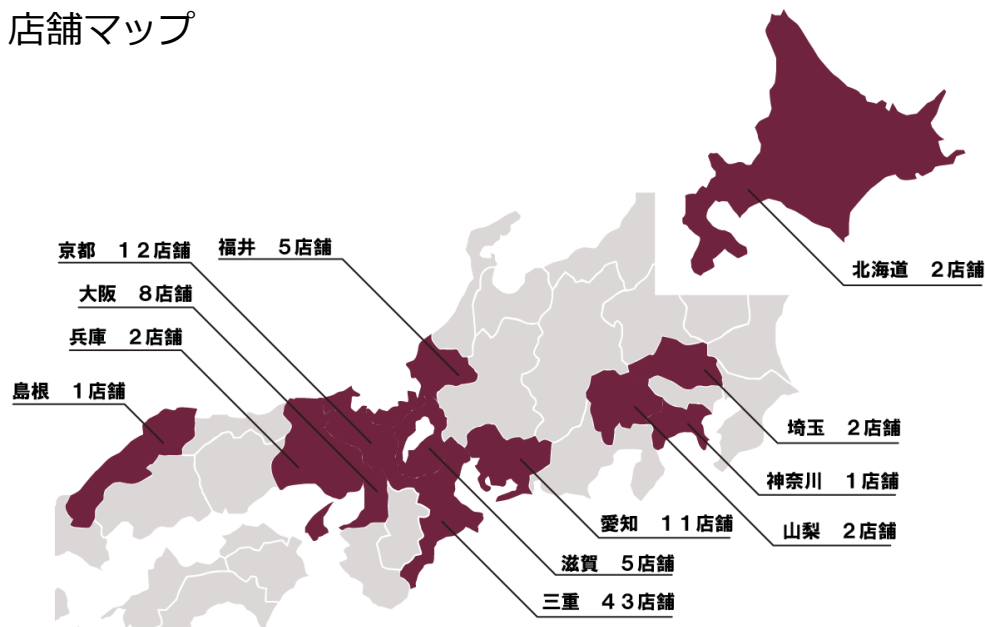 店舗マップ
北海道　2店舗
京都　１２店舗
福井　５店舗
大阪　８店舗
兵庫　２店舗
島根　１店舗
埼玉　２店舗
神奈川　１店舗
山梨　２店舗
愛知　１１店舗
滋賀　５店舗
三重　４３店舗